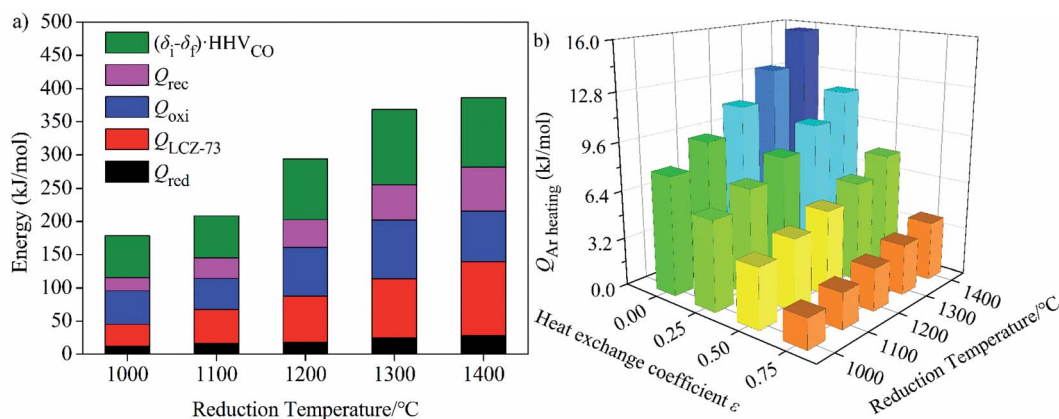 a)
500
450
400
350
300
250
200
150
100
50
0
Energy (kJ/mol)
(δi-δf)·HHVCO
Qrec
Qoxi
QLCZ-73
Qred
1000 1100 1200 1300 1400
Reduction Temperature/°C
b)
16.0
12.8
9.6
6.4
3.2
0.0
QAr heating (kJ/mol)
0.00
0.25
0.50
0.75
Heat exchange coefficient ε
1400
1300
1200
1100
1000
Reduction Temperature/°C